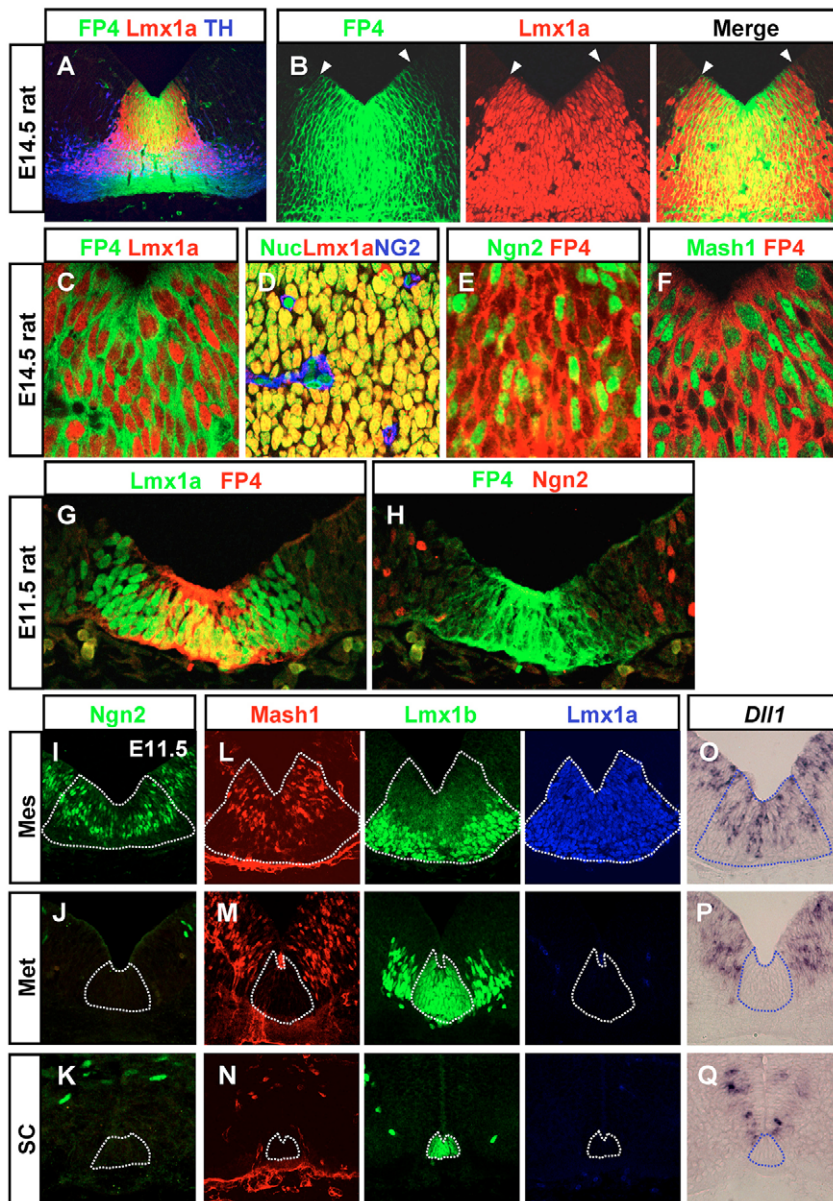 FP4 Lmx1a TH
FP4 Lmx1a Merge
E14.5 rat
A
B
FP4 Lmx1a
NucLmx1aNG2
Ngn2 FP4
Mash1 FP4
E14.5 rat
C
D
E
F
Lmx1a FP4
FP4 Ngn2
E11.5 rat
G
H
Ngn2
Mash1 Lmx1b Lmx1a
Dll1
Mes
I E11.5
L
O
Met
J
M
P
SC
K
N
Q